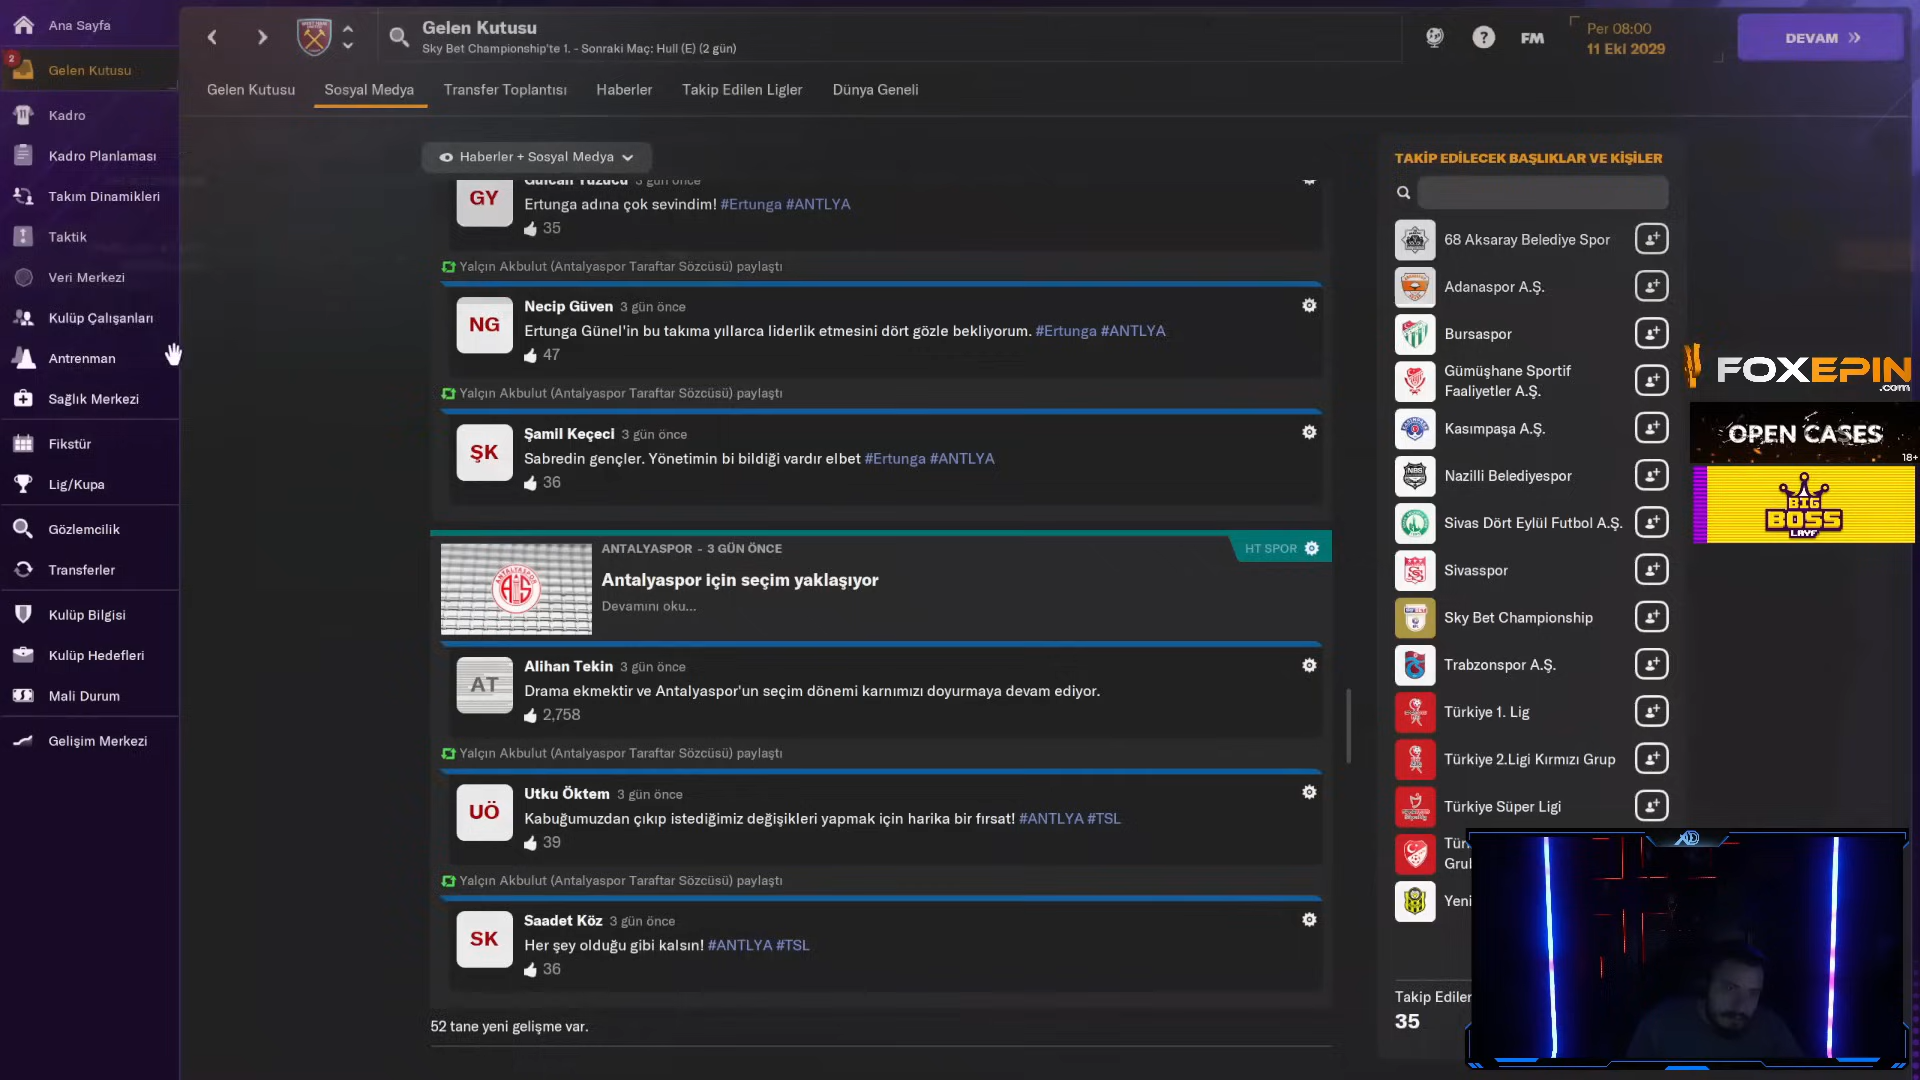 Ana Sayfa
2
Gelen Kutusu
Kadro
Kadro Planlaması
Takım Dinamikleri
Taktik
Veri Merkezi
Kulüp Çalışanları
Antrenman
Sağlık Merkezi
Fikstür
Lig/Kupa
Gözlemcilik
Transferler
Kulüp Bilgisi
Kulüp Hedefleri
Mali Durum
Gelişim Merkezi
Gelen Kutusu
Sky Bet Championship'te 1. - Sonraki Maç: Hull (E) (2 gün)
FM
Per 08:00
11 Eki 2029
DEVAM
Gelen Kutusu
Sosyal Medya
Transfer Toplantısı
Haberler
Takip Edilen Ligler
Dünya Geneli
Haberler + Sosyal Medya
GY
Gülcan Yüzücü 3 gün önce
Ertunga adına çok sevindim! #Ertunga #ANTLYA
35
Yalçın Akbulut (Antalyaspor Taraftar Sözcüsü) paylaştı
NG
Necip Güven 3 gün önce
Ertunga Günel'in bu takıma yıllarca liderlik etmesini dört gözle bekliyorum. #Ertunga #ANTLYA
47
Yalçın Akbulut (Antalyaspor Taraftar Sözcüsü) paylaştı
ŞK
Şamil Keçeci 3 gün önce
Sabredin gençler. Yönetimin bi bildiği vardır elbet #Ertunga #ANTLYA
36
ANTALYASPOR - 3 GÜN ÖNCE
HT SPOR
Antalyaspor için seçim yaklaşıyor
Devamını oku...
AT
Alihan Tekin 3 gün önce
Drama ekmektir ve Antalyaspor'un seçim dönemi karnımızı doyurmaya devam ediyor.
2,758
Yalçın Akbulut (Antalyaspor Taraftar Sözcüsü) paylaştı
UÖ
Utku Öktem 3 gün önce
Kabuğumuzdan çıkıp istediğimiz değişikleri yapmak için harika bir fırsat! #ANTLYA #TSL
39
Yalçın Akbulut (Antalyaspor Taraftar Sözcüsü) paylaştı
SK
Saadet Köz 3 gün önce
Her şey olduğu gibi kalsın! #ANTLYA #TSL
36
52 tane yeni gelişme var.
TAKİP EDİLECEK BAŞLIKLAR VE KİŞİLER
68 Aksaray Belediye Spor
Adanaspor A.Ş.
Bursaspor
Gümüşhane Sportif
Faaliyetler A.Ş.
Kasımpaşa A.Ş.
Nazilli Belediyespor
Sivas Dört Eylül Futbol A.Ş.
Sivasspor
Sky Bet Championship
Trabzonspor A.Ş.
Türkiye 1. Lig
Türkiye 2.Ligi Kırmızı Grup
Türkiye Süper Ligi
Takip Edilen
35
FOXEPIN
.com
OPEN CASES
18+
BIG
BOSS
LAYF